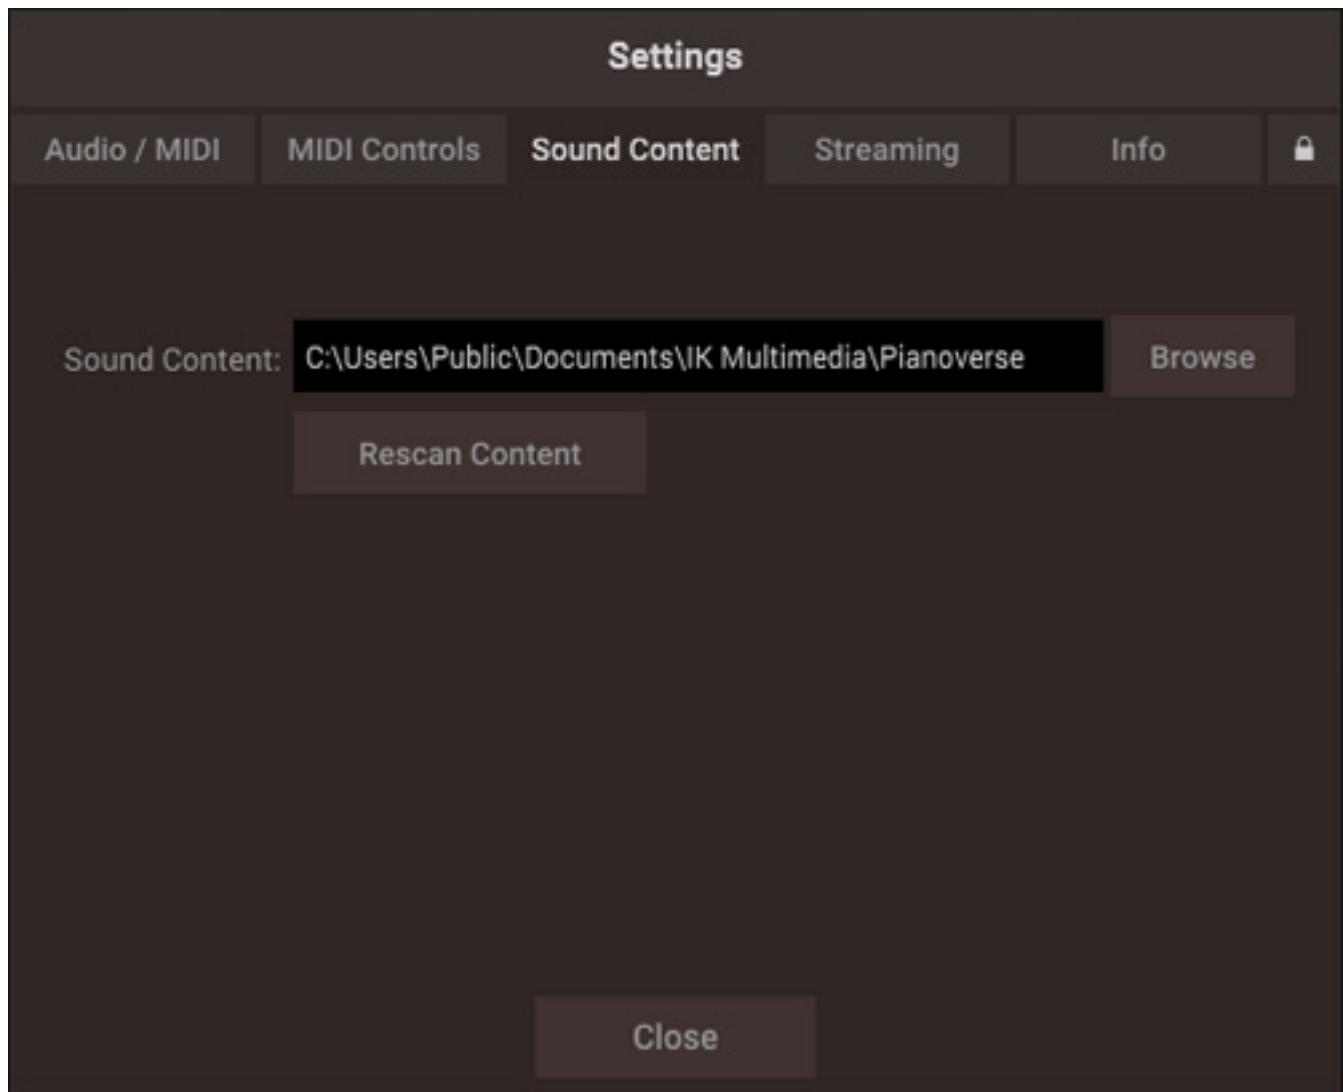 Settings
Audio / MIDI MIDI Controls Sound Content Streaming Info
Sound Content: C:\Users\Public\Documents\IK Multimedia\Pianoverse Browse
Rescan Content
Close